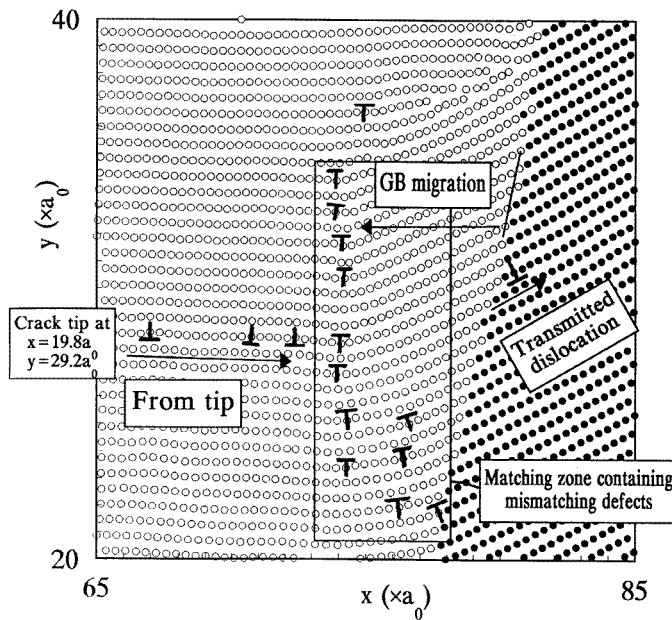 40
GB migration
y (×a0)
Crack tip at
x=19.8a0
y=29.2a0
Transmitted
dislocation
From tip
Matching zone containing
mismatching defects
20
65
x (×a0)
85